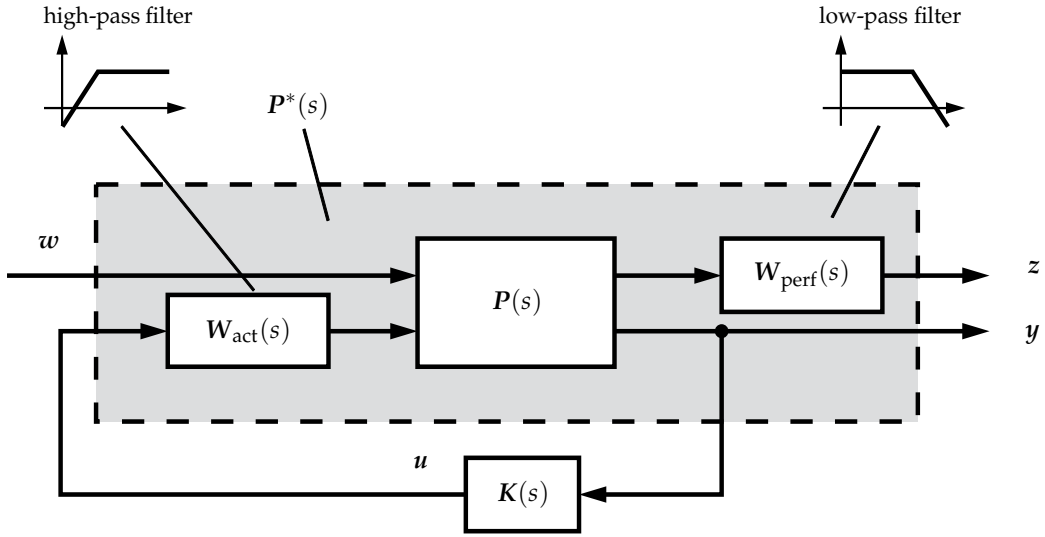 high-pass filter
low-pass filter
P*(s)
w
W_perf(s)
z
P(s)
W_act(s)
y
u
K(s)